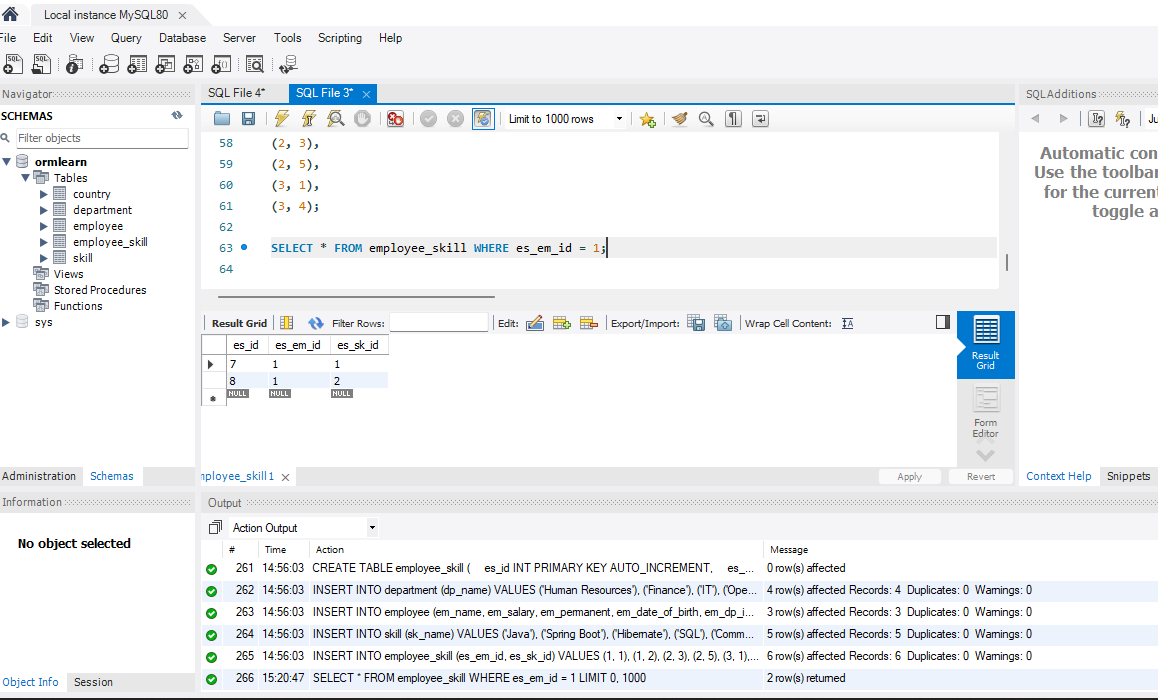 Local instance MySQL80
File Edit View Query Database Server Tools Scripting Help
Navigator
SCHEMAS
Filter objects
ormlearn
Tables
country
department
employee
employee_skill
skill
Views
Stored Procedures
Functions
sys
Administration Schemas
Information
No object selected
Object Info Session
SQL File 4* SQL File 3*
Limit to 1000 rows
58 (2, 3),
59 (2, 5),
60 (3, 1),
61 (3, 4);
62
63 SELECT * FROM employee_skill WHERE es_em_id = 1;
64
Result Grid Filter Rows: Edit: Export/Import: Wrap Cell Content:
es_id es_em_id es_sk_id
7 1 1
8 1 2
NULL NULL NULL
Result
Grid
Form
Editor
mployee_skill 1 Apply Revert
SQLAdditions
Ju
Automatic con
Use the toolbar
for the current
toggle a
Context Help Snippets
Output
Action Output
# Time Action Message
261 14:56:03 CREATE TABLE employee_skill ( es_id INT PRIMARY KEY AUTO_INCREMENT, es_... 0 row(s) affected
262 14:56:03 INSERT INTO department (dp_name) VALUES ('Human Resources'), ('Finance'), ('IT'), ('Ope... 4 row(s) affected Records: 4 Duplicates: 0 Warnings: 0
263 14:56:03 INSERT INTO employee (em_name, em_salary, em_permanent, em_date_of_birth, em_dp_i... 3 row(s) affected Records: 3 Duplicates: 0 Warnings: 0
264 14:56:03 INSERT INTO skill (sk_name) VALUES ('Java'), ('Spring Boot'), ('Hibernate'), ('SQL'), ('Comm... 5 row(s) affected Records: 5 Duplicates: 0 Warnings: 0
265 14:56:03 INSERT INTO employee_skill (es_em_id, es_sk_id) VALUES (1, 1), (1, 2), (2, 3), (2, 5), (3, 1),... 6 row(s) affected Records: 6 Duplicates: 0 Warnings: 0
266 15:20:47 SELECT * FROM employee_skill WHERE es_em_id = 1 LIMIT 0, 1000 2 row(s) returned